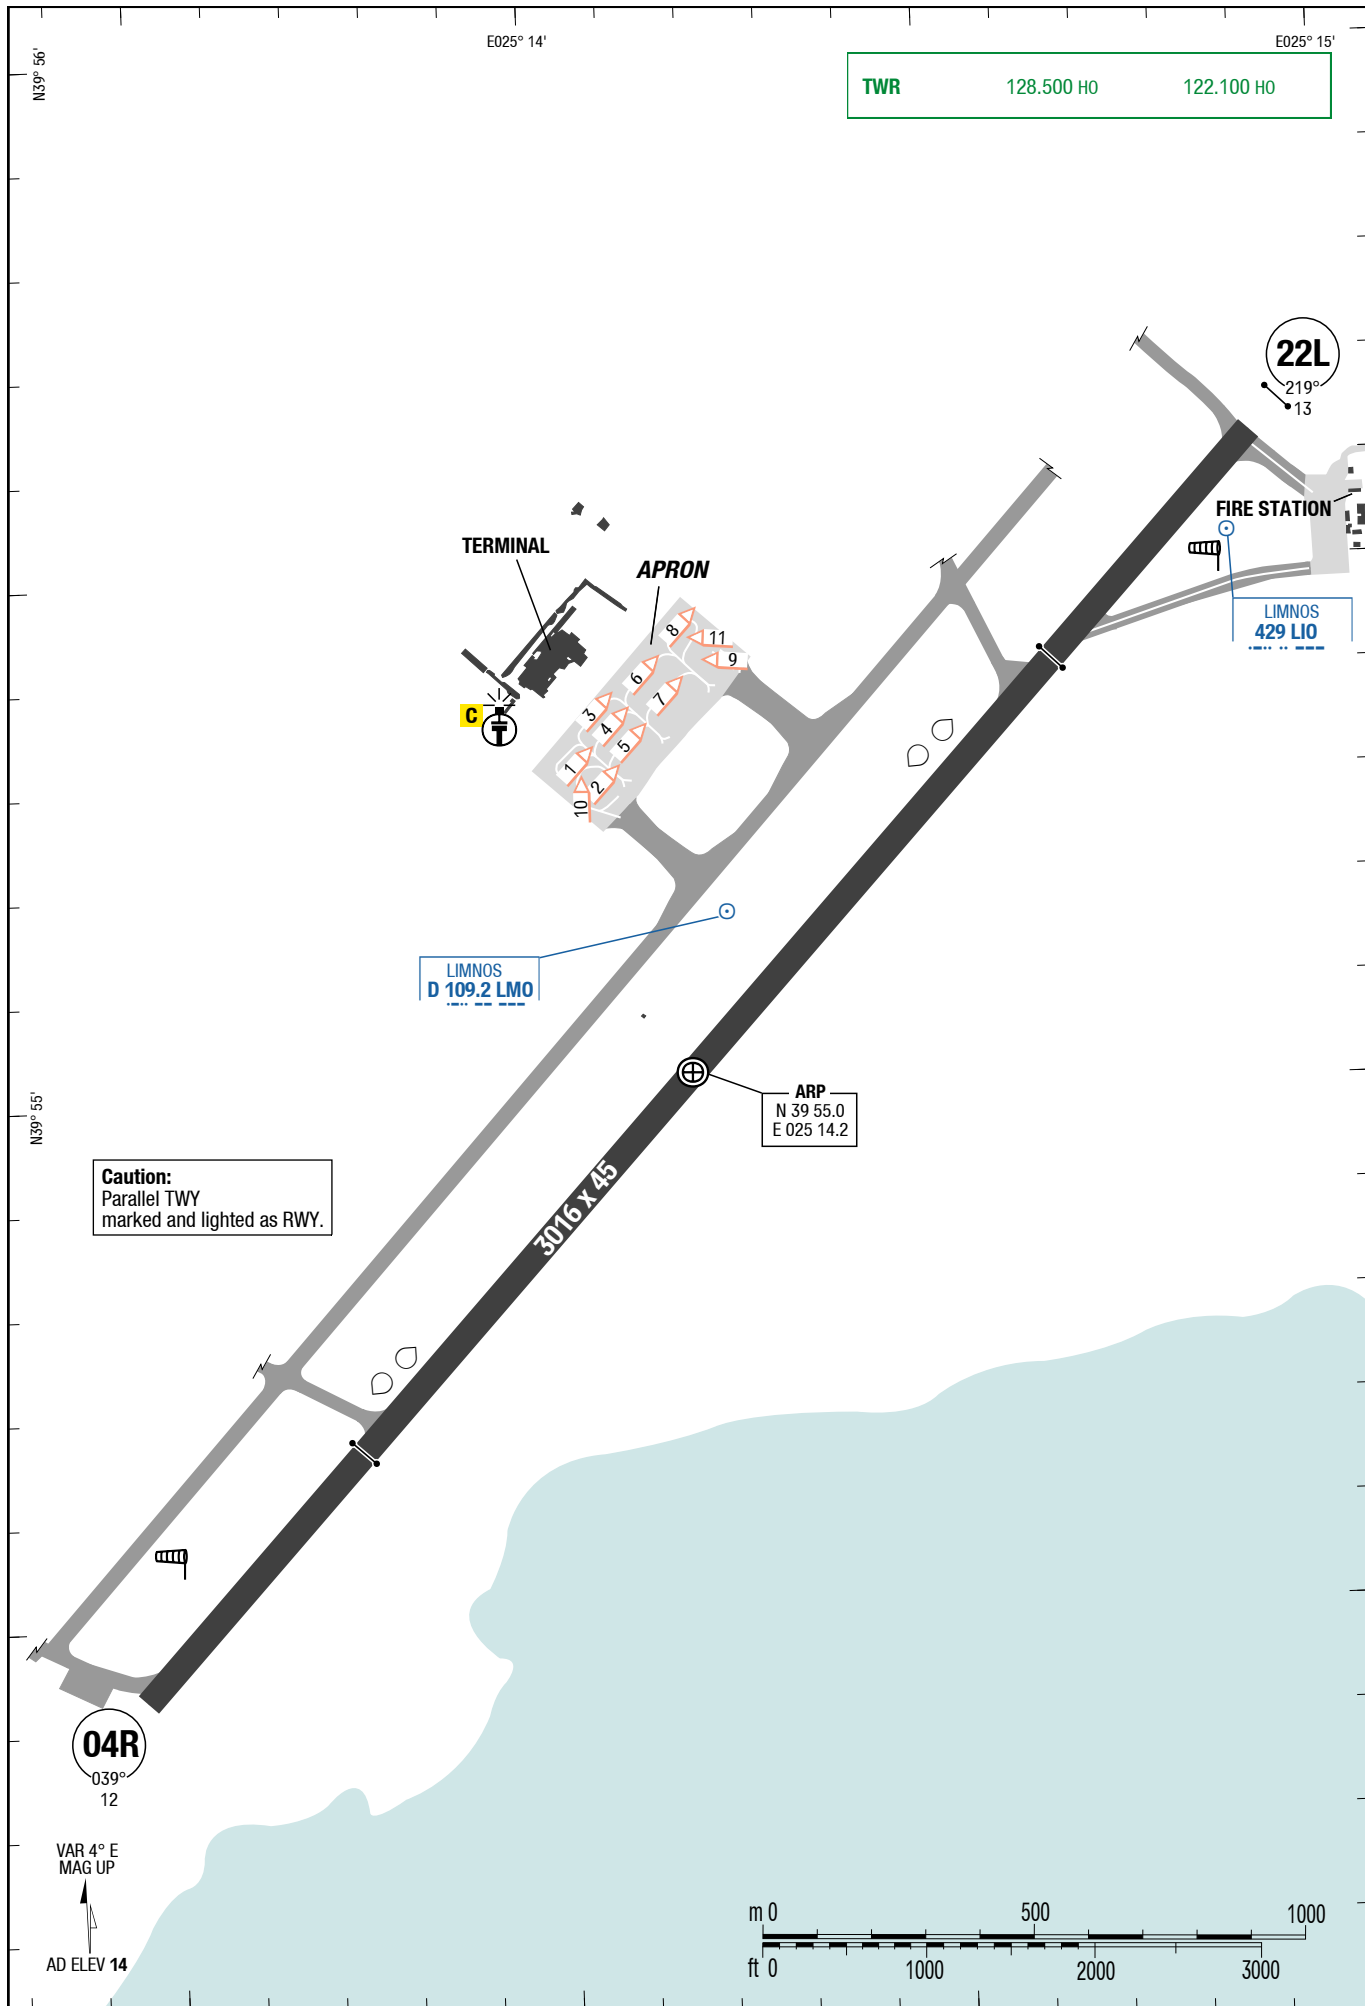 E025° 14'
E025° 15'
N39° 56'
TWR 128.500 HO 122.100 HO
22L
219°
13
FIRE STATION
TERMINAL
APRON
8
11
9
6
7
3
4
5
1
2
10
C
LIMNOS
429 LIO
LIMNOS
D 109.2 LMO
ARP
N 39 55.0
E 025 14.2
N39° 55'
Caution:
Parallel TWY
marked and lighted as RWY.
3016 x 45
04R
039°
12
VAR 4° E
MAG UP
AD ELEV 14
m 0 500 1000
ft 0 1000 2000 3000